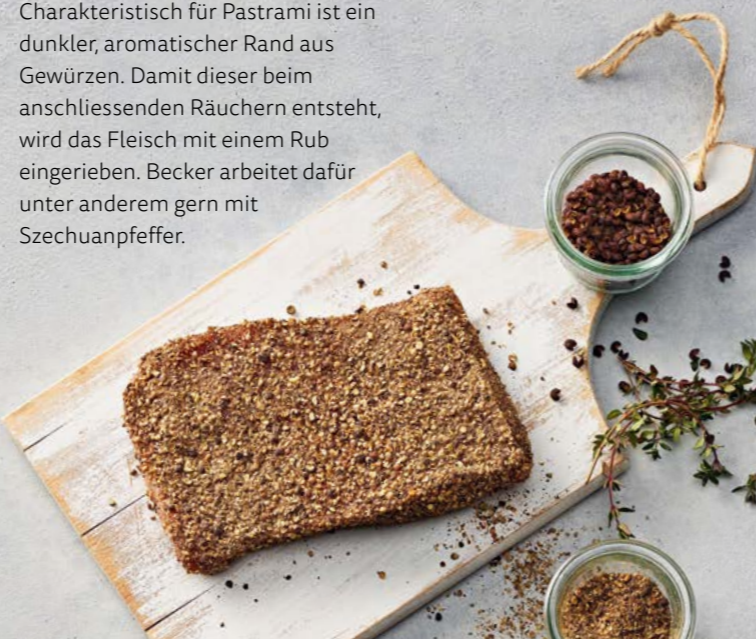 Charakteristisch für Pastrami ist ein
dunkler, aromatischer Rand aus
Gewürzen. Damit dieser beim
anschliessenden Räuchern entsteht,
wird das Fleisch mit einem Rub
eingerieben. Becker arbeitet dafür
unter anderem gern mit
Szechuanpfeffer.